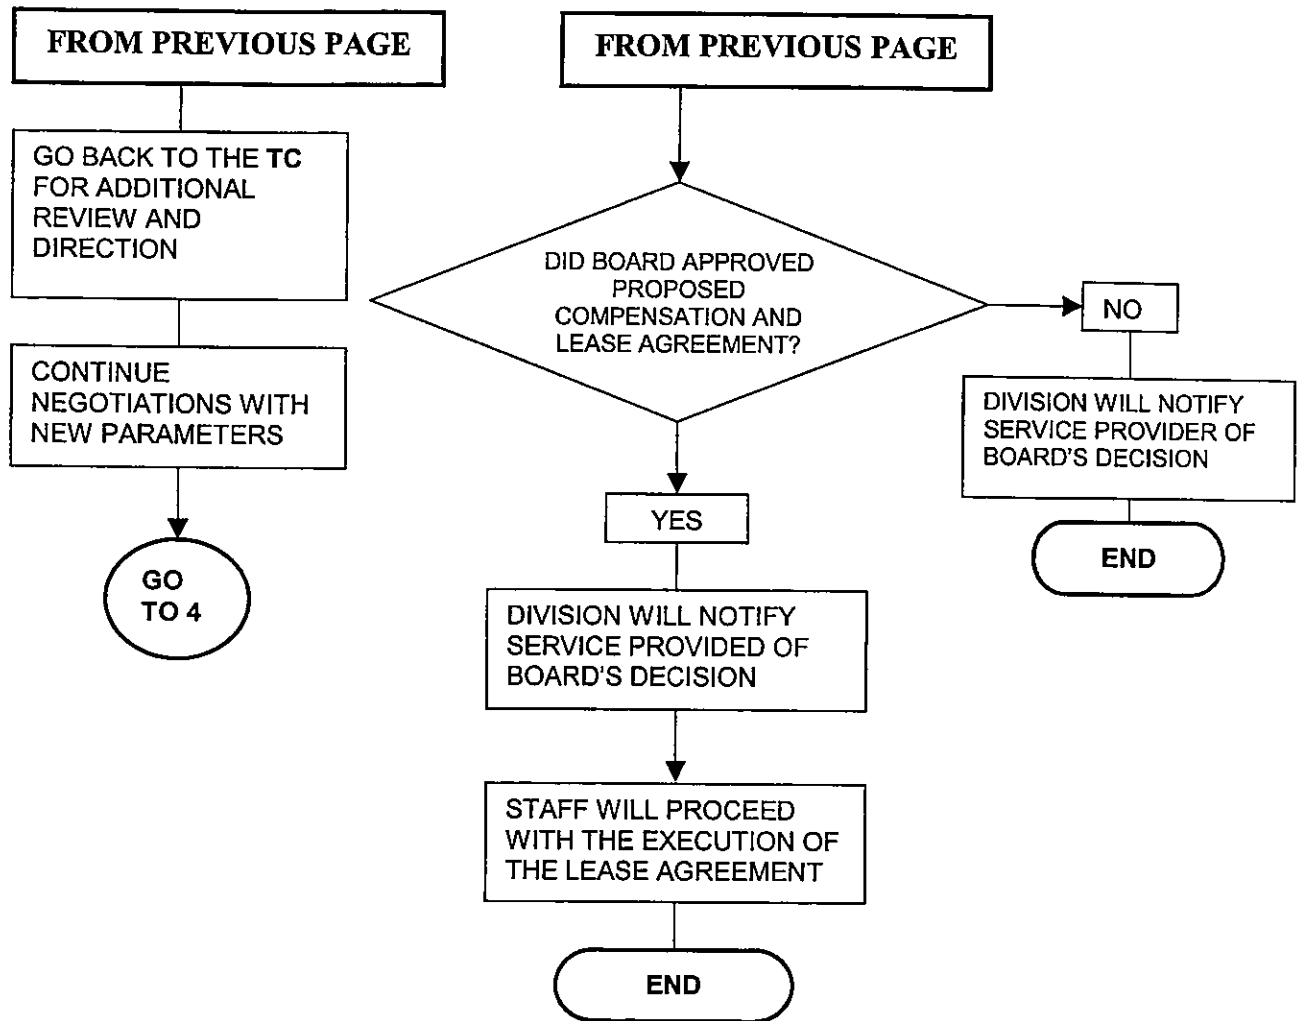 FROM PREVIOUS PAGE
GO BACK TO THE TC
FOR ADDITIONAL
REVIEW AND
DIRECTION
CONTINUE
NEGOTIATIONS WITH
NEW PARAMETERS
GO
TO 4
FROM PREVIOUS PAGE
DID BOARD APPROVED
PROPOSED
COMPENSATION AND
LEASE AGREEMENT?
NO
DIVISION WILL NOTIFY
SERVICE PROVIDER OF
BOARD'S DECISION
END
YES
DIVISION WILL NOTIFY
SERVICE PROVIDED OF
BOARD'S DECISION
STAFF WILL PROCEED
WITH THE EXECUTION OF
THE LEASE AGREEMENT
END